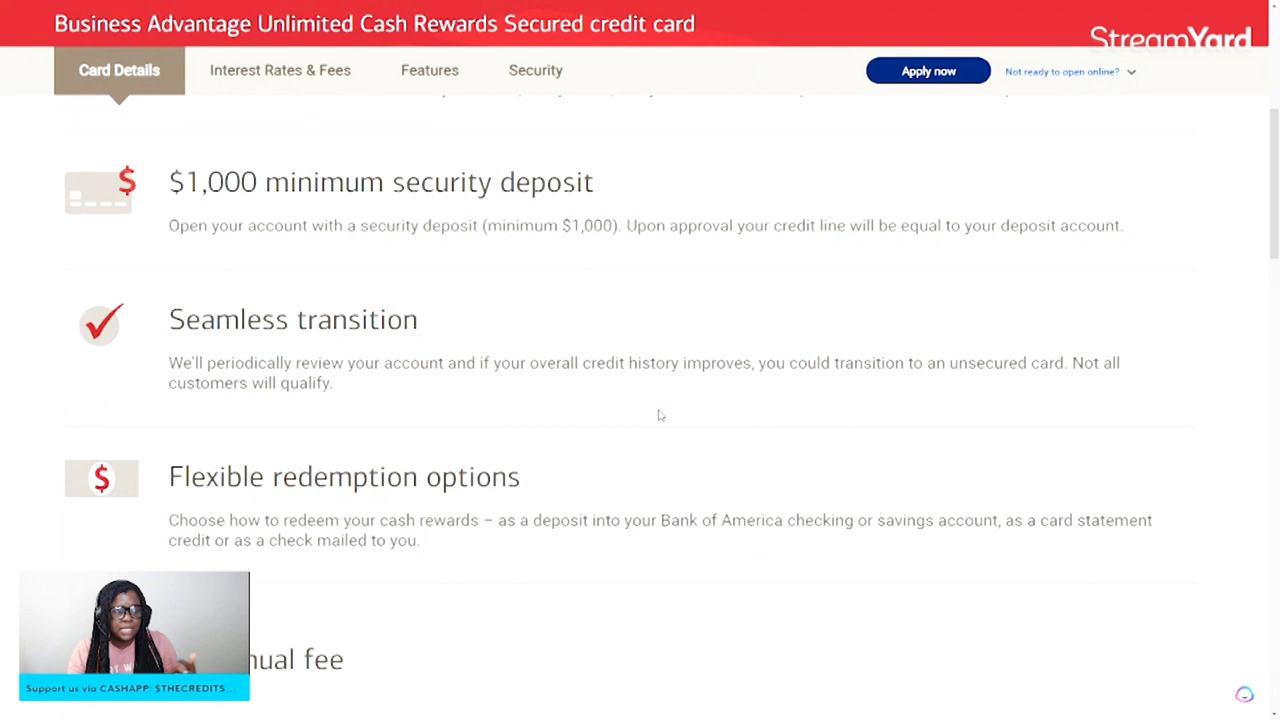 Business Advantage Unlimited Cash Rewards Secured credit card
StreamYard
Card Details
Interest Rates & Fees
Features
Security
Apply now
Not ready to open online?
$1,000 minimum security deposit
Open your account with a security deposit (minimum $1,000). Upon approval your credit line will be equal to your deposit account.
Seamless transition
We'll periodically review your account and if your overall credit history improves, you could transition to an unsecured card. Not all
customers will qualify.
Flexible redemption options
Choose how to redeem your cash rewards – as a deposit into your Bank of America checking or savings account, as a card statement
credit or as a check mailed to you.
fee
Support us via CASHAPP: $THECREDITS...